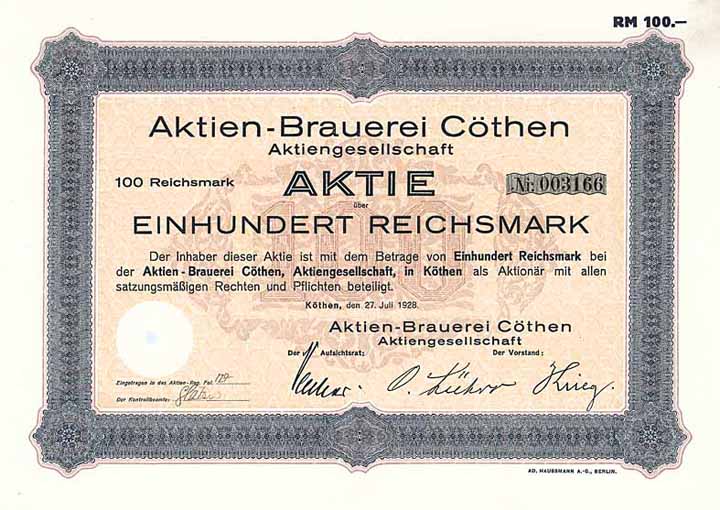 RM 100.—
Aktien-Brauerei Cöthen
Aktiengesellschaft
100 Reichsmark AKTIE № 003166
über
EINHUNDERT REICHSMARK
Der Inhaber dieser Aktie ist mit dem Betrage von Einhundert Reichsmark bei
der Aktien-Brauerei Cöthen, Aktiengesellschaft, in Köthen als Aktionär mit allen
satzungsmäßigen Rechten und Pflichten beteiligt.
Köthen, den 27. Juli 1928.
Aktien-Brauerei Cöthen
Aktiengesellschaft
Der Aufsichtsrat: Der Vorstand:
Eingetragen in des Aktien-Reg. Fol.
Der Kontrollbeamte:
AD. HAUSSMANN A.-G., BERLIN.